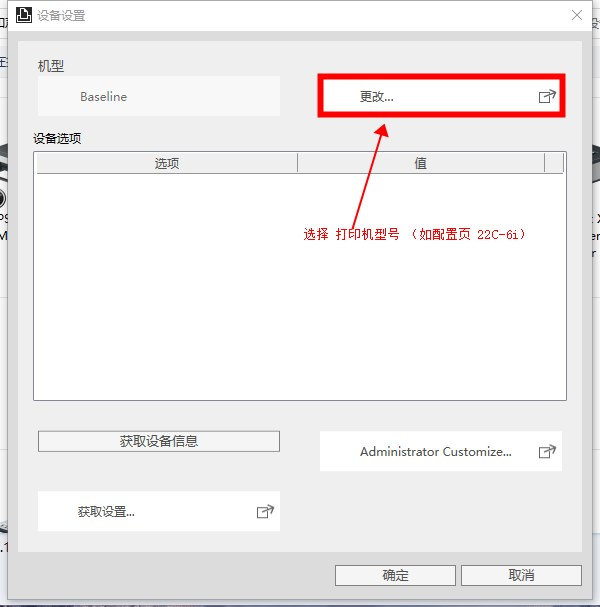 设备设置
机型
Baseline
更改...
设备选项
选项 值
选择 打印机型号 （如配置页 22C-6i）
获取设备信息
Administrator Customize...
获取设置...
确定 取消